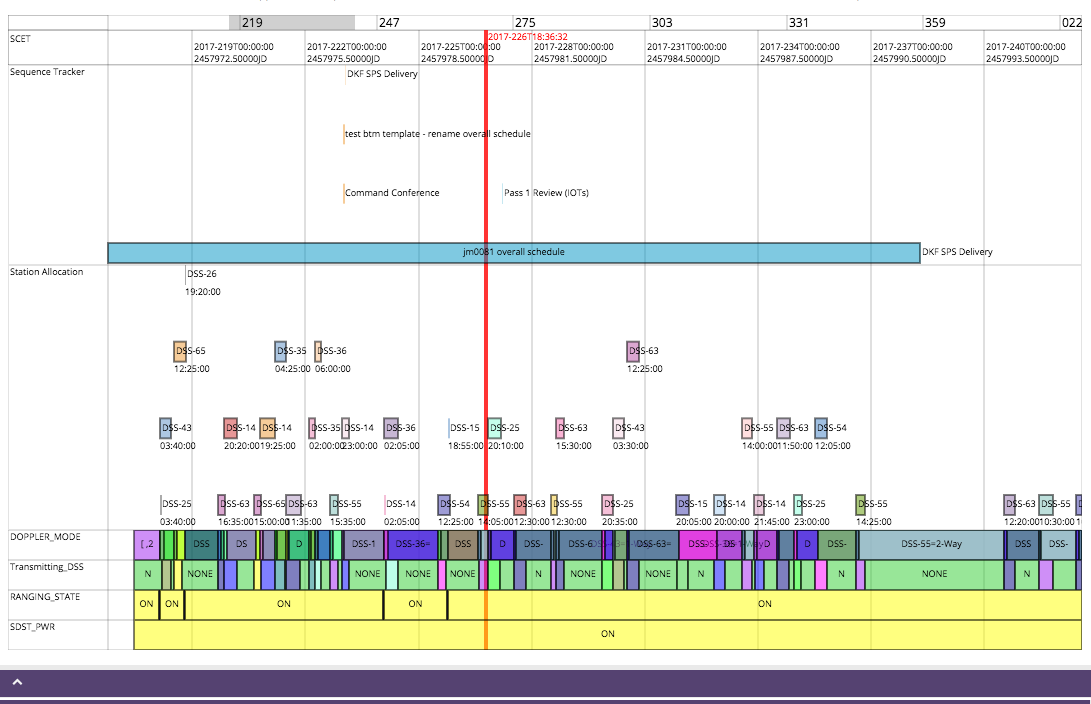 219 247 275 303 331 359 022
SCET
2017-226T18:36:32
2017-219T00:00:00 2017-222T00:00:00 2017-225T00:00:00 2017-228T00:00:00 2017-231T00:00:00 2017-234T00:00:00 2017-237T00:00:00 2017-240T00:00:00
2457972.50000JD 2457975.50000JD 2457978.50000JD 2457981.50000JD 2457984.50000JD 2457987.50000JD 2457990.50000JD 2457993.50000JD
Sequence Tracker
DKF SPS Delivery
test btm template - rename overall schedule
Command Conference Pass 1 Review (IOTs)
jm0081 overall schedule DKF SPS Delivery
Station Allocation
DSS-26
19:20:00
DSS-65 DSS-35 DSS-36 DSS-63
12:25:00 04:25:00 06:00:00 12:25:00
DSS-43 DSS-14 DSS-14 DSS-35 DSS-14 DSS-36 DSS-15 DSS-25 DSS-63 DSS-43 DSS-55 DSS-63 DSS-54
03:40:00 20:20:00 19:25:00 02:00:00 23:00:00 02:05:00 18:55:00 20:10:00 15:30:00 03:30:00 14:00:00 11:50:00 12:05:00
DSS-25 DSS-63 DSS-65 DSS-63 DSS-55 DSS-14 DSS-54 DSS-55 DSS-63 DSS-55 DSS-25 DSS-15 DSS-14 DSS-14 DSS-25 DSS-55 DSS-63 DSS-55
03:40:00 16:35:00 15:00:00 11:35:00 15:35:00 02:05:00 12:25:00 14:05:00 12:30:00 12:30:00 20:35:00 20:05:00 20:00:00 21:45:00 23:00:00 14:25:00 12:20:00 10:30:00 1
DOPPLER_MODE [,2 DSS DS D DSS-1 DSS-36= DSS D DSS- DSS-6 DSS-63= D DSS- DSS-55=2-Way DSS DSS-
Transmitting_DSS N NONE NONE NONE NONE N NONE NONE N N NONE N
RANGING_STATE ON ON ON ON ON
SDST_PWR ON